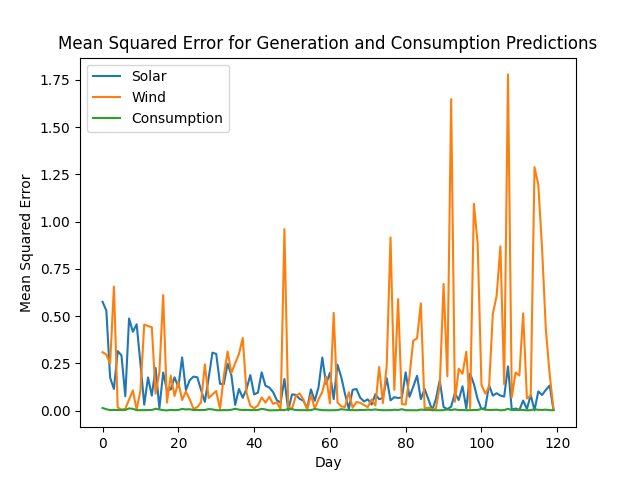 Mean Squared Error for Generation and Consumption Predictions
Solar
Wind
Consumption
Mean Squared Error
1.75
1.50
1.25
1.00
0.75
0.50
0.25
0.00
0
20
40
60
80
100
120
Day